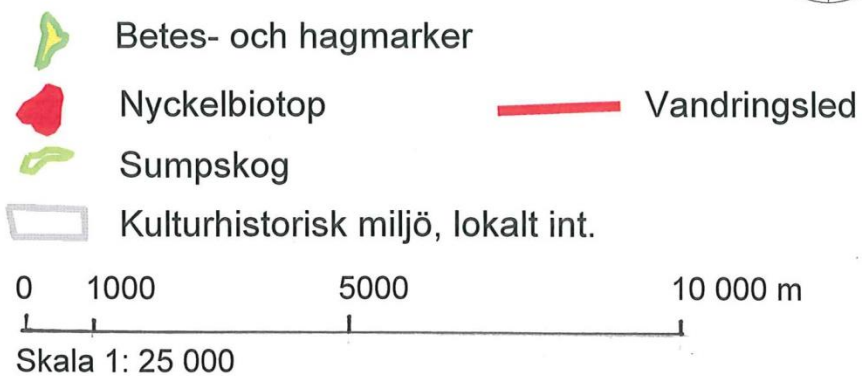 Betes- och hagmarker
Nyckelbiotop
Vandringsled
Sumpskog
Kulturhistorisk miljö, lokalt int.
0 1000 5000 10 000 m
Skala 1: 25 000